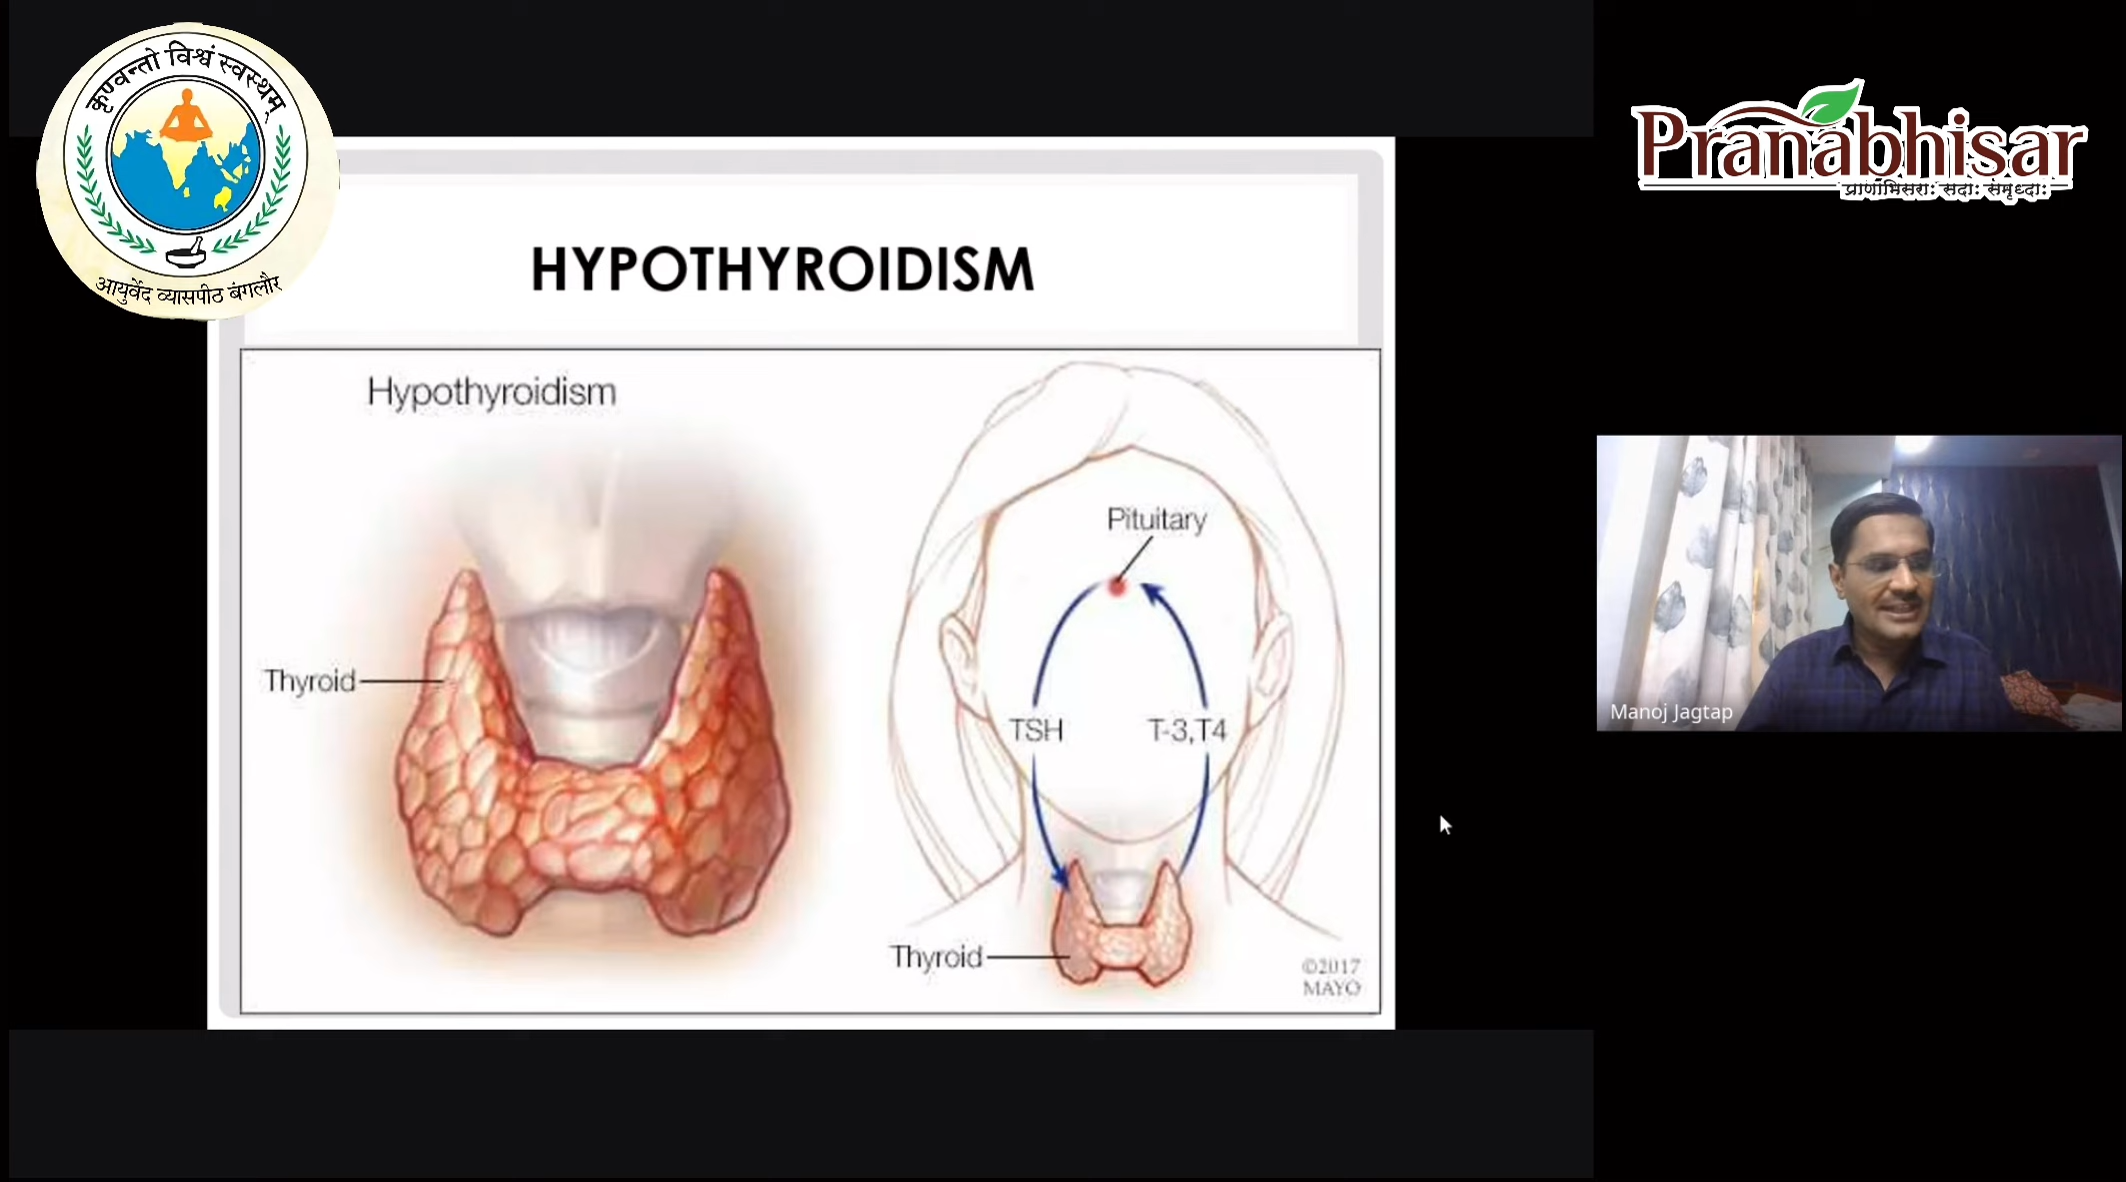 कृण्वन्तो विश्वं स्वस्थम्
आयुर्वेद व्यासपीठ बंगलौर
Pranabhisar
प्राणाभिसराः सदाः संमृध्दाः
HYPOTHYROIDISM
Hypothyroidism
Thyroid
Pituitary
TSH
T-3,T4
Thyroid
©2017
MAYO
Manoj Jagtap